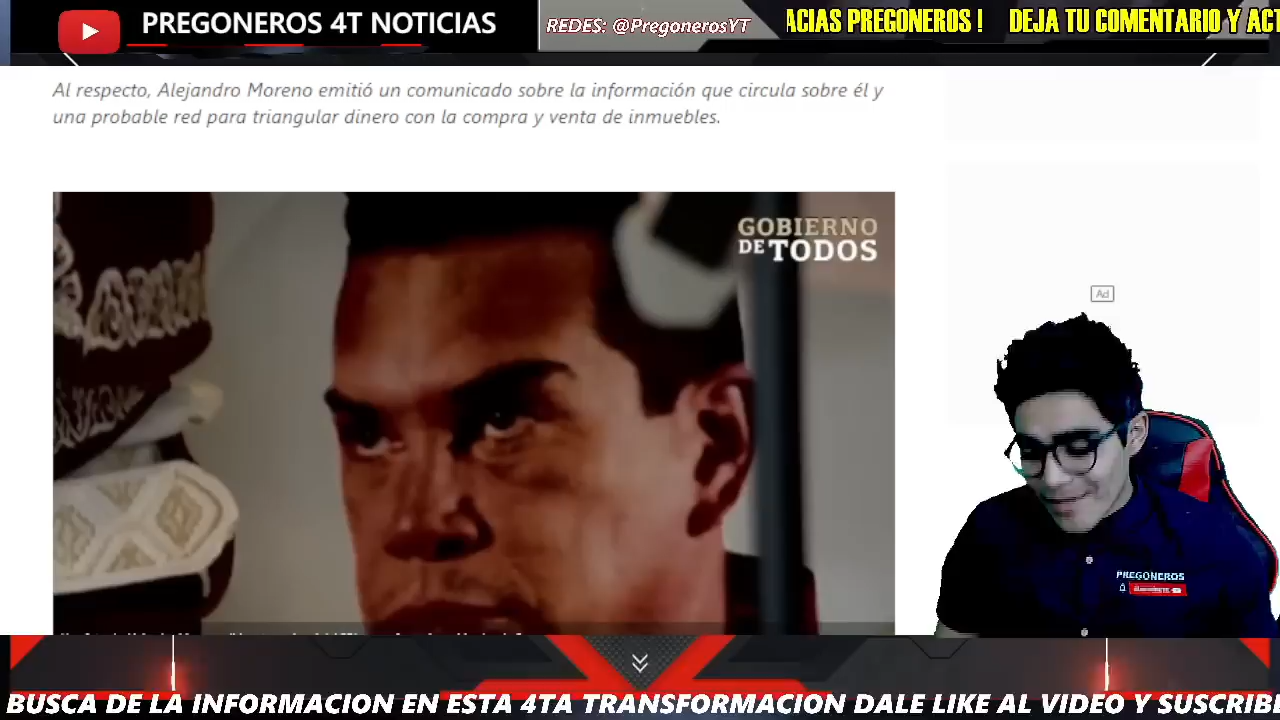 PREGONEROS 4T NOTICIAS
REDES: @PregonerosYT
ACIAS PREGONEROS ! DEJA TU COMENTARIO Y ACT
Al respecto, Alejandro Moreno emitió un comunicado sobre la información que circula sobre él y
una probable red para triangular dinero con la compra y venta de inmuebles.
GOBIERNO
DE TODOS
Ad
PREGONEROS
BUSCA DE LA INFORMACION EN ESTA 4TA TRANSFORMACION DALE LIKE AL VIDEO Y SUSCRIBE